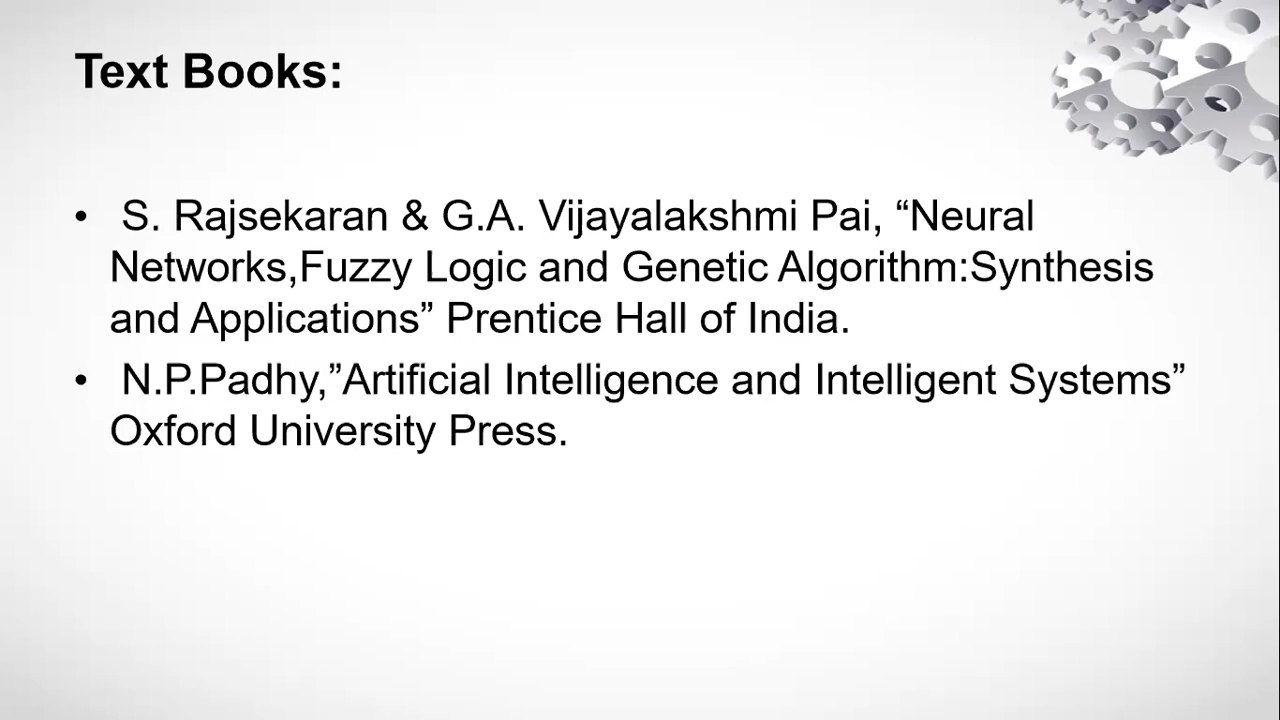 Text Books:
• S. Rajsekaran & G.A. Vijayalakshmi Pai, “Neural
Networks,Fuzzy Logic and Genetic Algorithm:Synthesis
and Applications” Prentice Hall of India.
• N.P.Padhy,”Artificial Intelligence and Intelligent Systems”
Oxford University Press.